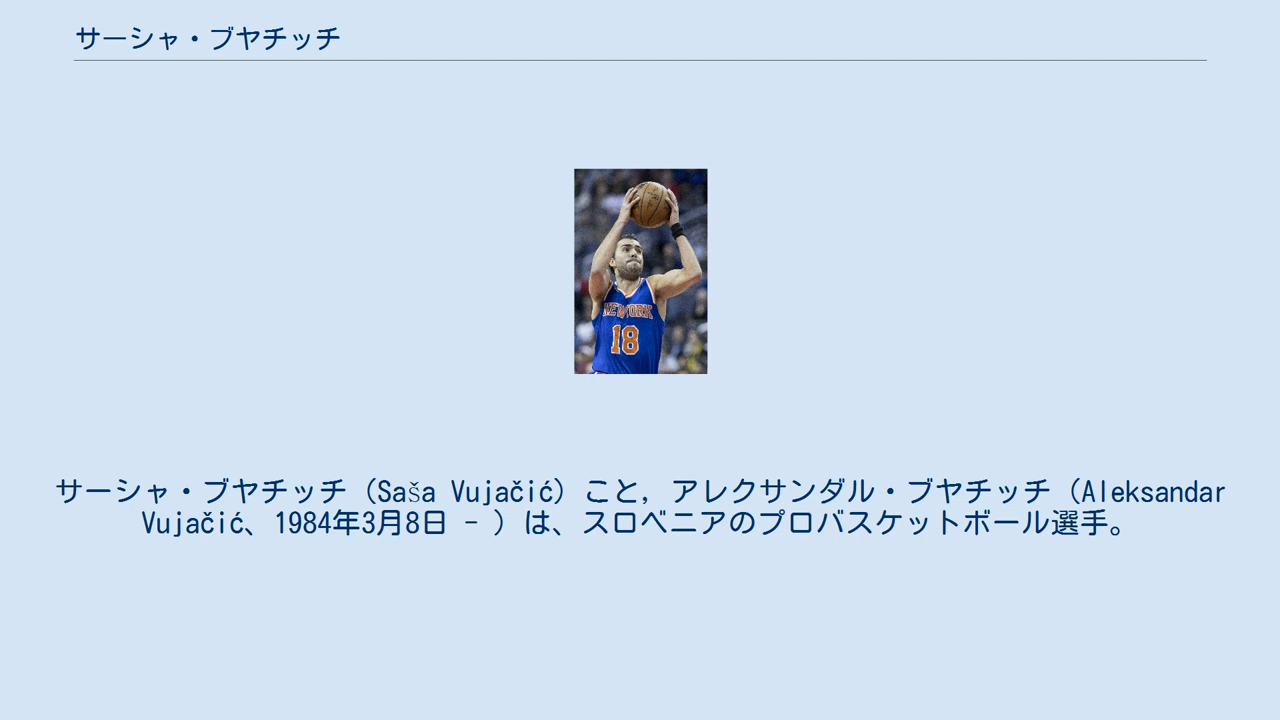 サーシャ・ブヤチッチ
NEW YORK
18
サーシャ・ブヤチッチ（Saša Vujačić）こと，アレクサンダル・ブヤチッチ（Aleksandar
Vujačić、1984年3月8日 - ）は、スロベニアのプロバスケットボール選手。